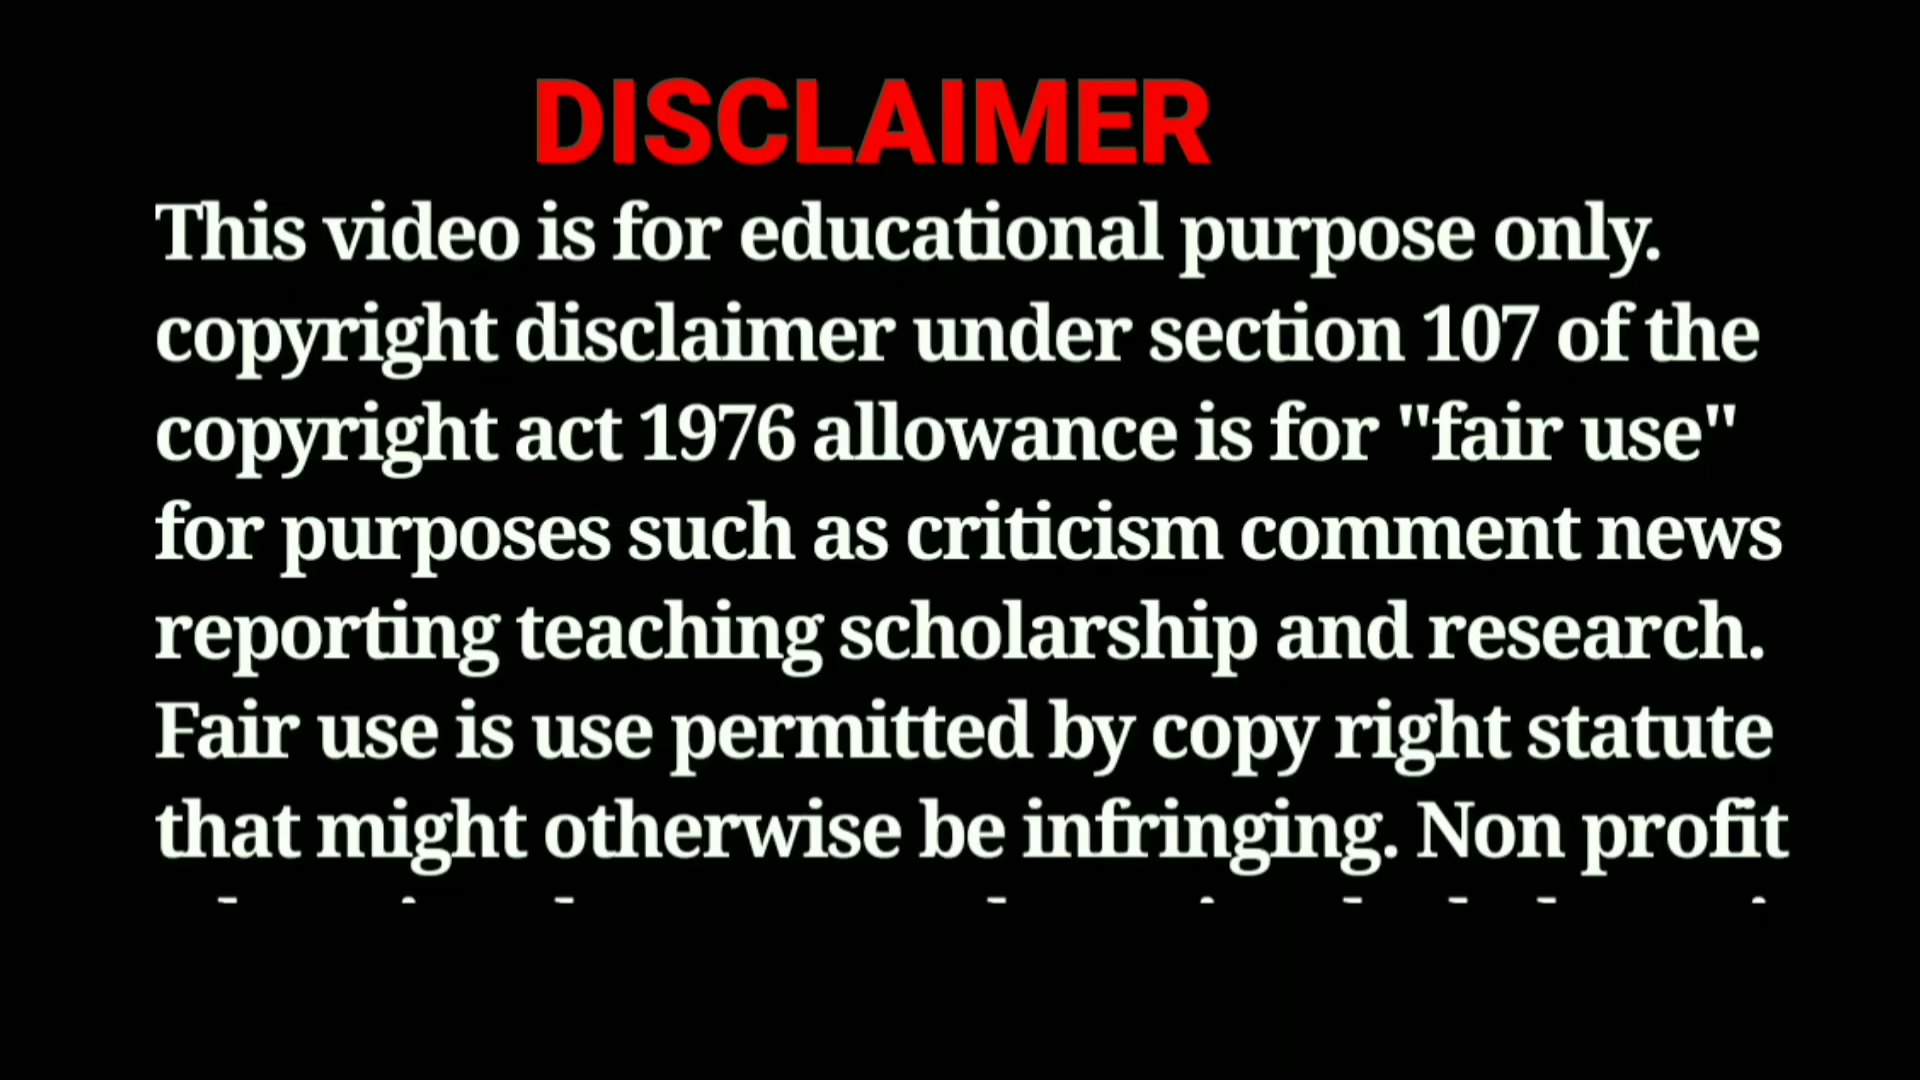 DISCLAIMER
This video is for educational purpose only.
copyright disclaimer under section 107 of the
copyright act 1976 allowance is for "fair use"
for purposes such as criticism comment news
reporting teaching scholarship and research.
Fair use is use permitted by copy right statute
that might otherwise be infringing. Non profit